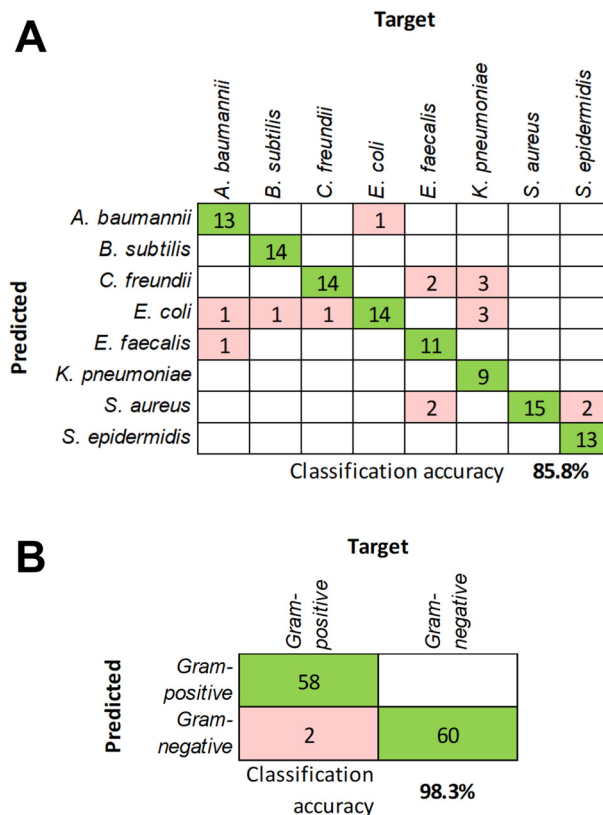 A
Target
A. baumannii
B. subtilis
C. freundii
E. coli
E. faecalis
K. pneumoniae
S. aureus
S. epidermidis
Predicted
A. baumannii 13 1
B. subtilis 14
C. freundii 14 2 3
E. coli 1 1 1 14 3
E. faecalis 1 11
K. pneumoniae 9
S. aureus 2 15 2
S. epidermidis 13
Classification accuracy 85.8%
B
Target
Gram-
positive
Gram-
negative
Predicted
Gram-
positive 58
Gram-
negative 2 60
Classification
accuracy 98.3%